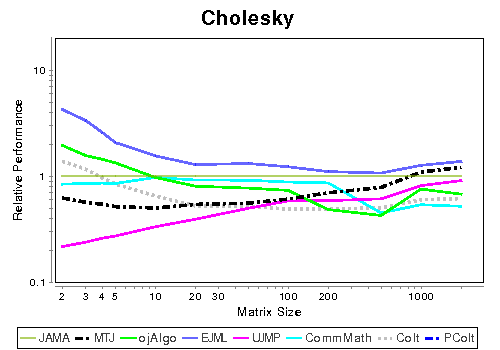 Cholesky
Relative Performance
10
1
0.1
2 3 4 5 10 20 30 100 200 1000
Matrix Size
JAMA MTJ ojAlgo EJML UJMP CommMath Colt PColt